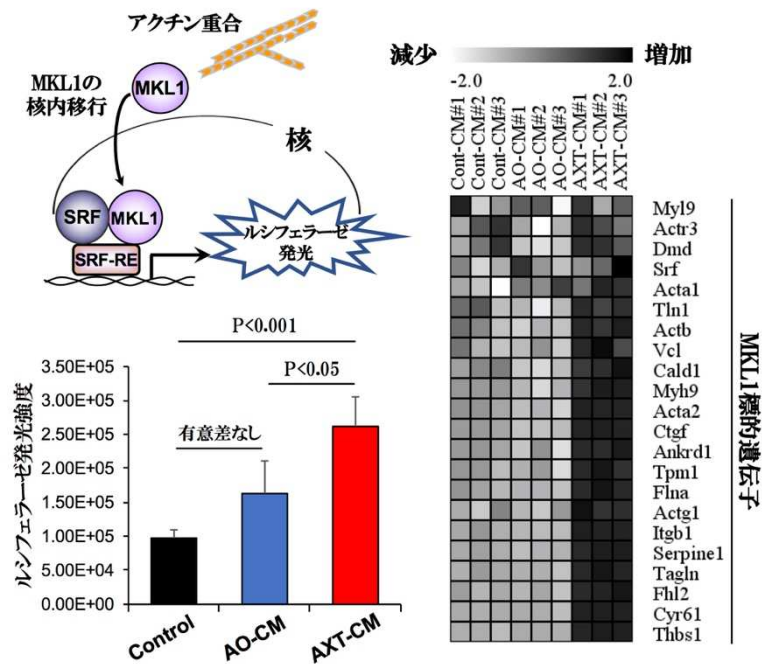 アクチン重合
MKL1の
核内移行
MKL1
核
SRF
MKL1
SRF-RE
ルシフェラーゼ
発光
P<0.001
P<0.05
有意差なし
ルシフェラーゼ発光強度
3.50E+05
3.00E+05
2.50E+05
2.00E+05
1.50E+05
1.00E+05
5.00E+04
0.00E+00
Control
AO-CM
AXT-CM
減少
増加
-2.0
2.0
Cont-CM#1
Cont-CM#2
Cont-CM#3
AO-CM#1
AO-CM#2
AO-CM#3
AXT-CM#1
AXT-CM#2
AXT-CM#3
Myl9
Actr3
Dmd
Srf
Acta1
Tln1
Actb
Vcl
Cald1
Myh9
Acta2
Ctgf
Ankrd1
Tpm1
Flna
Actg1
Itgb1
Serpine1
Tagln
Fhl2
Cyr61
Thbs1
MKL1標的遺伝子